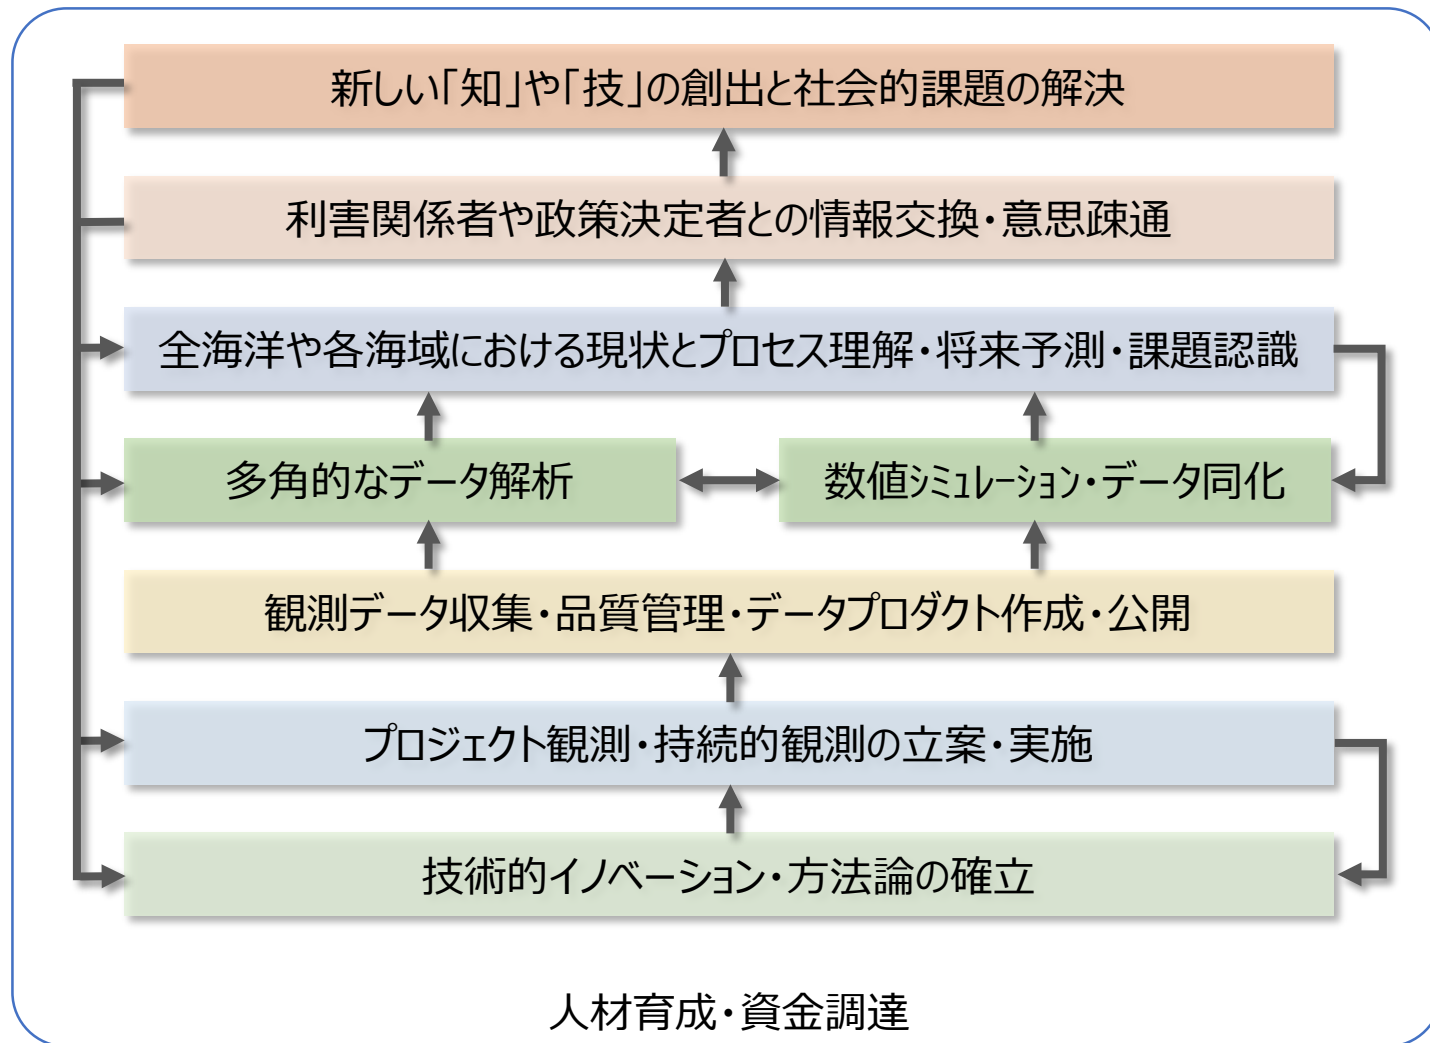 新しい「知」や「技」の創出と社会的課題の解決
利害関係者や政策決定者との情報交換・意思疎通
全海洋や各海域における現状とプロセス理解・将来予測・課題認識
多角的なデータ解析
数値シミュレーション・データ同化
観測データ収集・品質管理・データプロダクト作成・公開
プロジェクト観測・持続的観測の立案・実施
技術的イノベーション・方法論の確立
人材育成・資金調達